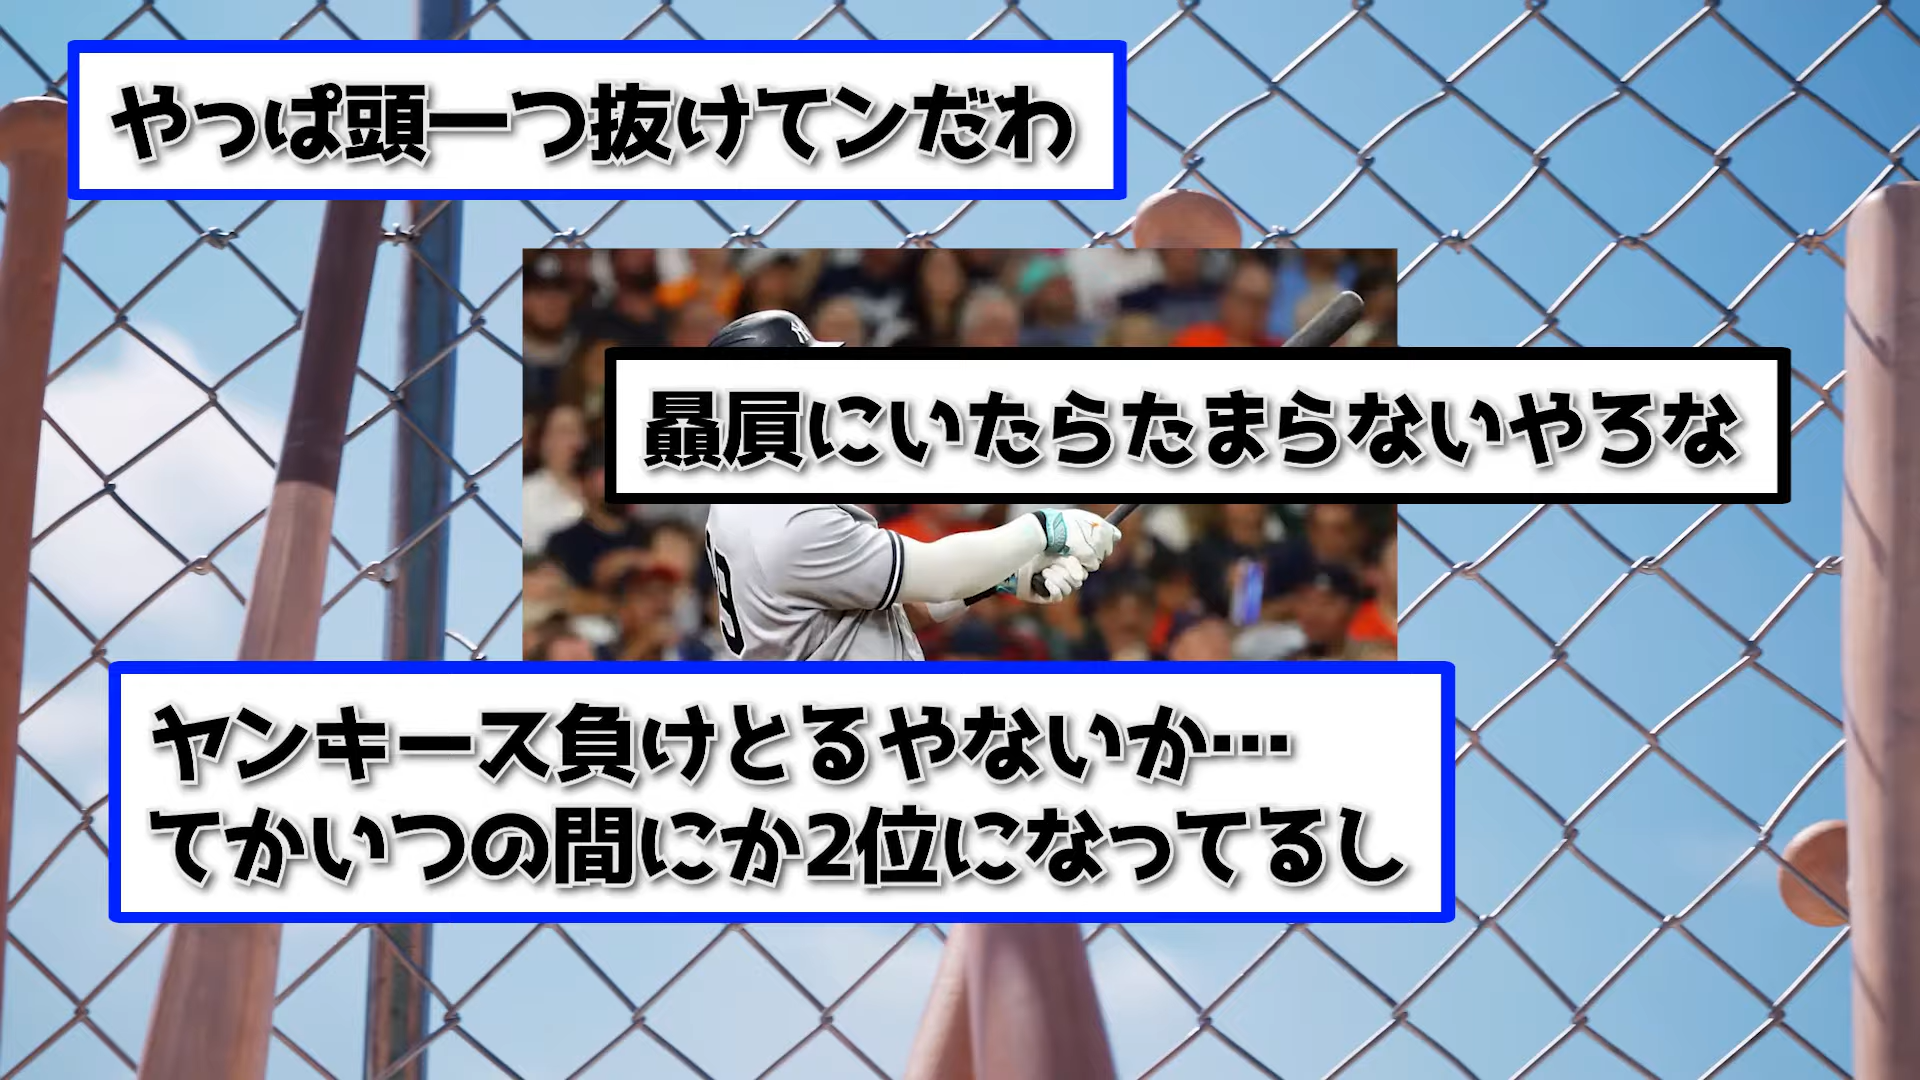 やっぱ頭一つ抜けてンだわ
贔屓にいたらたまらないやろな
9
ヤンキース負けとるやないか…
てかいつの間にか2位になってるし